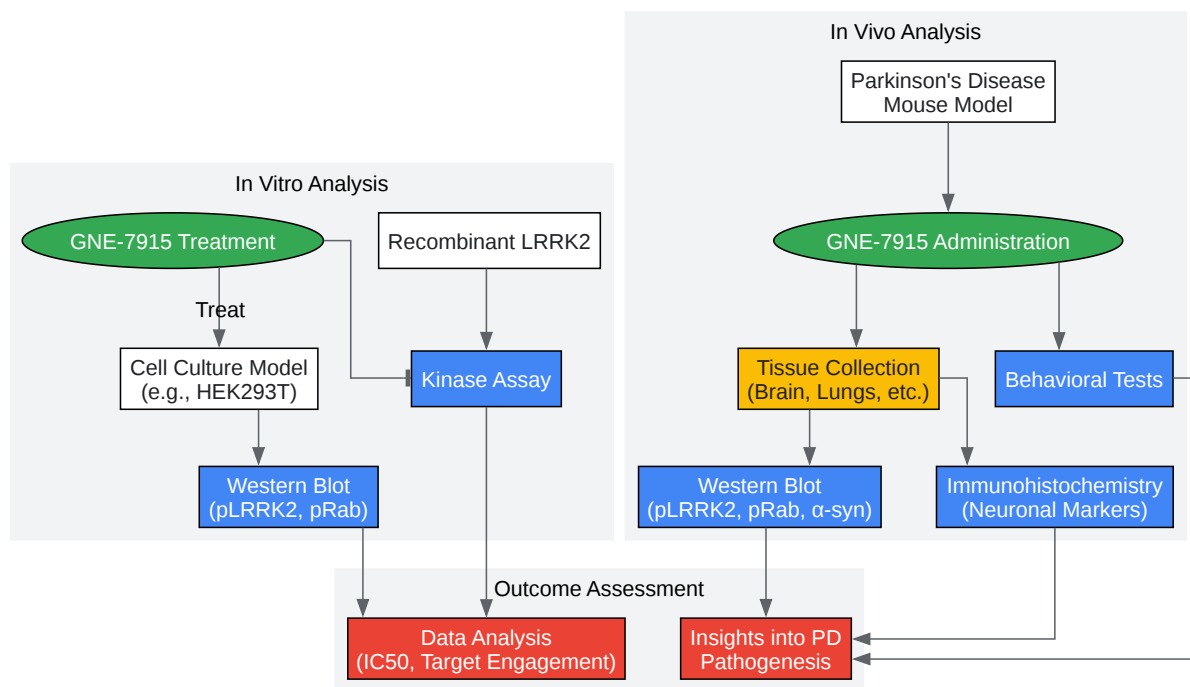 In Vivo Analysis
Parkinson's Disease
Mouse Model
In Vitro Analysis
GNE-7915 Treatment
Recombinant LRRK2
GNE-7915 Administration
Treat
Cell Culture Model
(e.g., HEK293T)
Kinase Assay
Tissue Collection
(Brain, Lungs, etc.)
Behavioral Tests
Western Blot
(pLRRK2, pRab)
Western Blot
(pLRRK2, pRab, α-syn)
Immunohistochemistry
(Neuronal Markers)
Outcome Assessment
Data Analysis
(IC50, Target Engagement)
Insights into PD
Pathogenesis